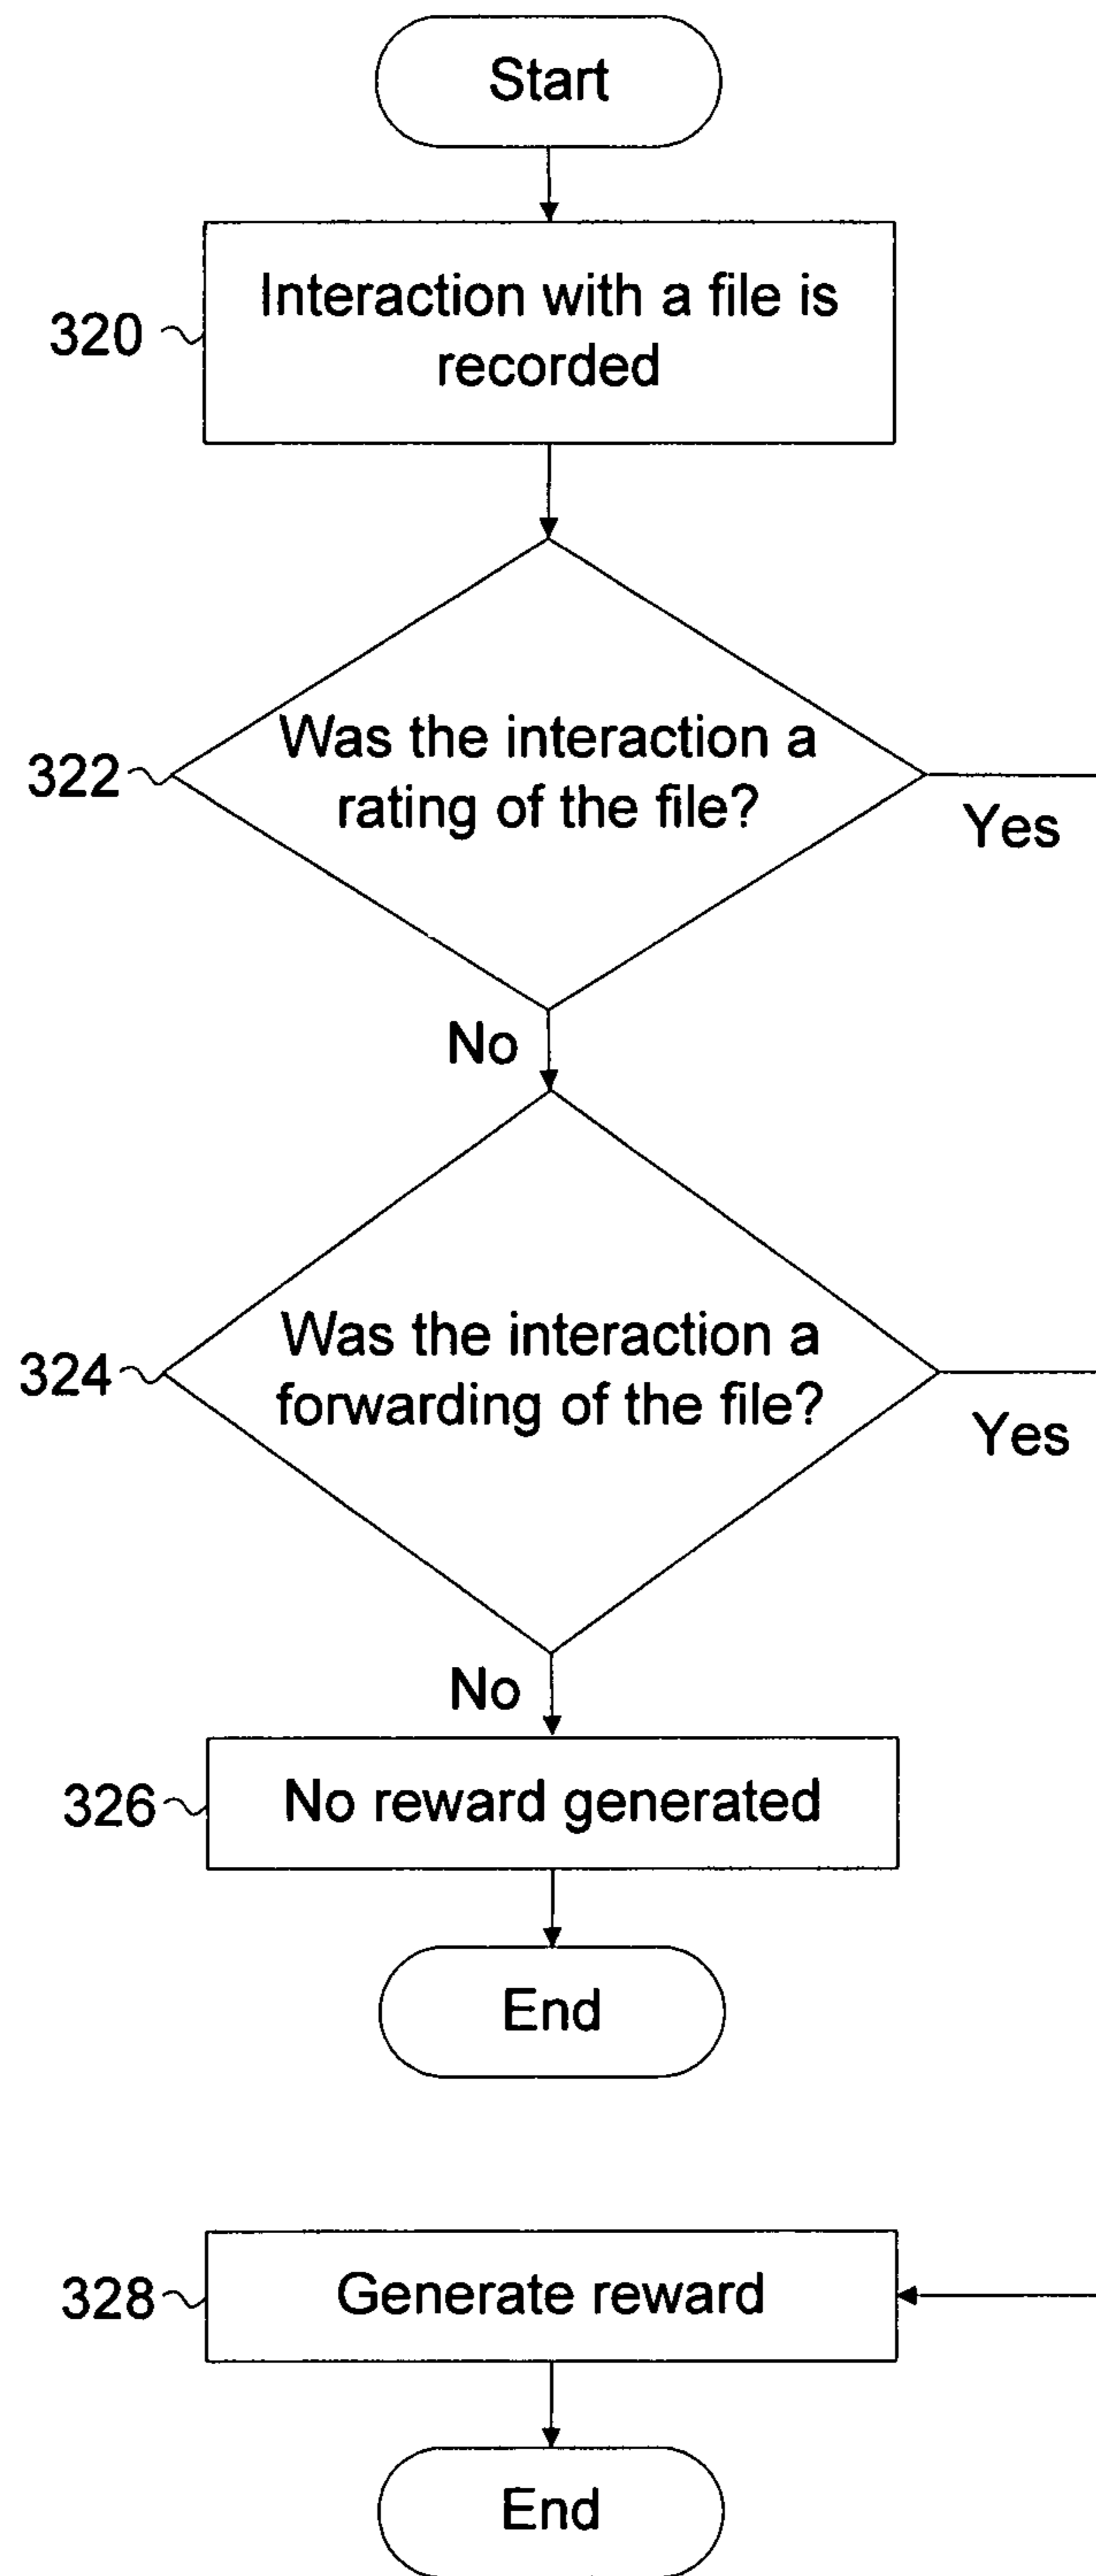 Start
320
Interaction with a file is
recorded
322
Was the interaction a
rating of the file?
Yes
No
324
Was the interaction a
forwarding of the file?
Yes
No
326
No reward generated
End
328
Generate reward
End